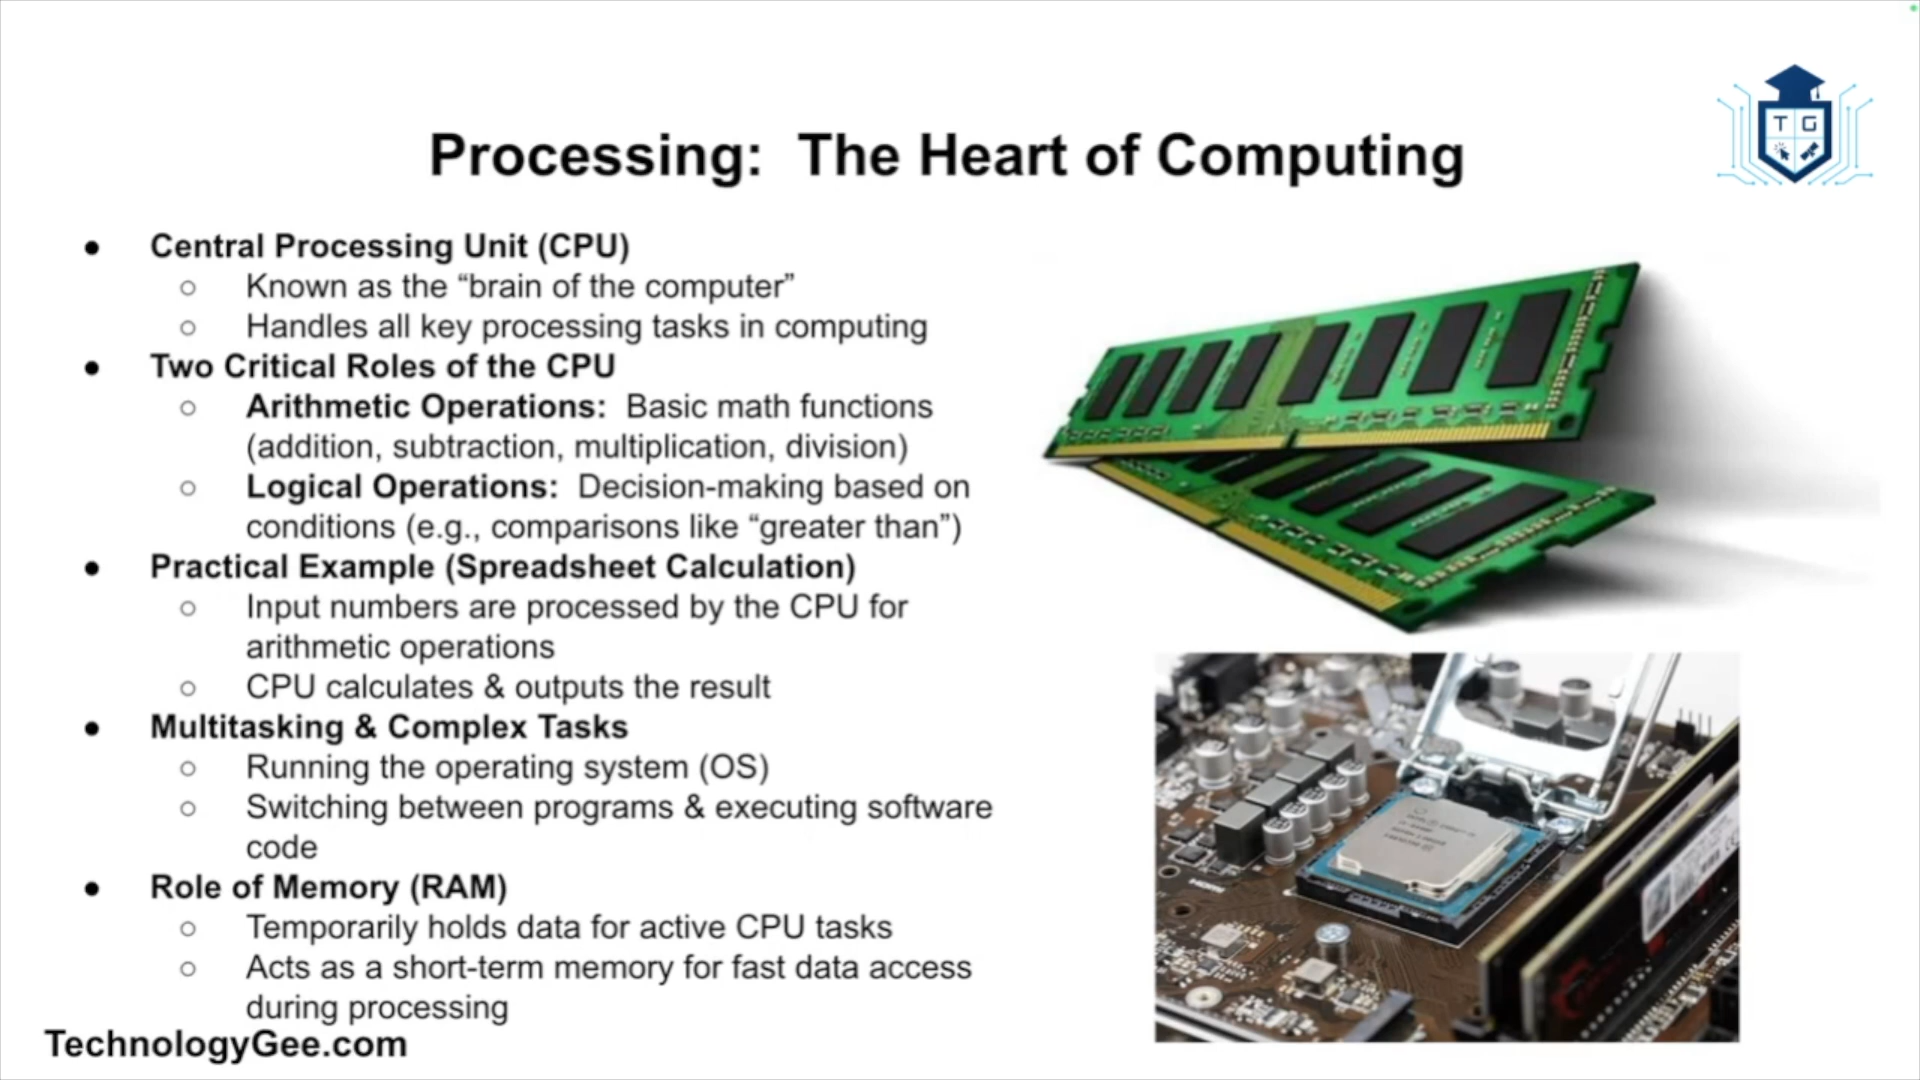 T G
Processing: The Heart of Computing
● Central Processing Unit (CPU)
○ Known as the “brain of the computer”
○ Handles all key processing tasks in computing
● Two Critical Roles of the CPU
○ Arithmetic Operations: Basic math functions
(addition, subtraction, multiplication, division)
○ Logical Operations: Decision-making based on
conditions (e.g., comparisons like “greater than”)
● Practical Example (Spreadsheet Calculation)
○ Input numbers are processed by the CPU for
arithmetic operations
○ CPU calculates & outputs the result
● Multitasking & Complex Tasks
○ Running the operating system (OS)
○ Switching between programs & executing software
code
● Role of Memory (RAM)
○ Temporarily holds data for active CPU tasks
○ Acts as a short-term memory for fast data access
during processing
TechnologyGee.com